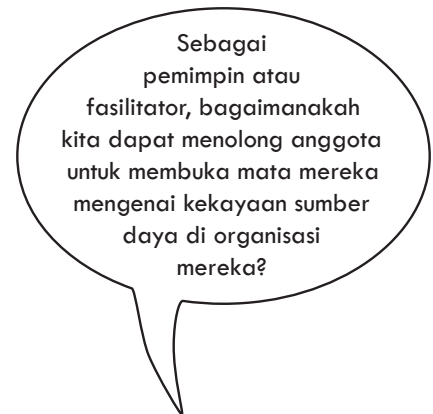 Sebagai
pemimpin atau
fasilitator, bagaimanakah
kita dapat menolong anggota
untuk membuka mata mereka
mengenai kekayaan sumber
daya di organisasi
mereka?